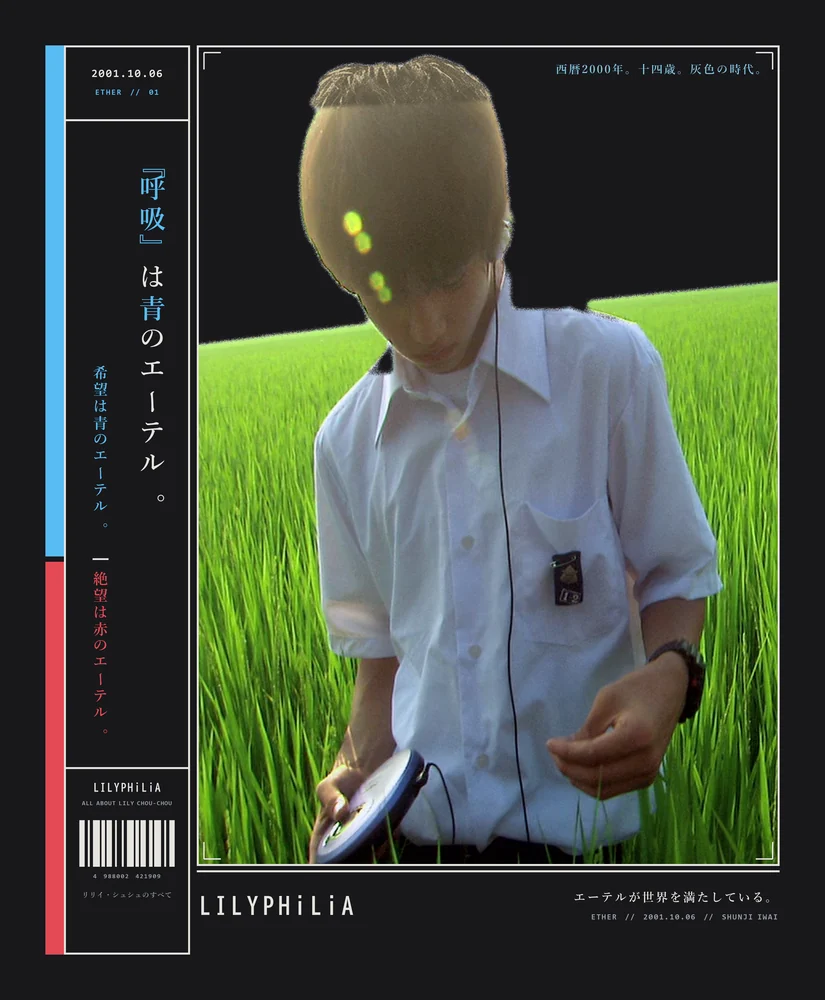 2001.10.06
ETHER // 01
『呼吸』は青のエーテル。
希望は青のエーテル。
絶望は赤のエーテル。
LILYPHiLiA
ALL ABOUT LILY CHOU-CHOU
4 988002 421909
リリイ・シュシュのすべて
西暦2000年。十四歳。灰色の時代。
12
LILYPHiLiA
エーテルが世界を満たしている。
ETHER // 2001.10.06 // SHUNJI IWAI